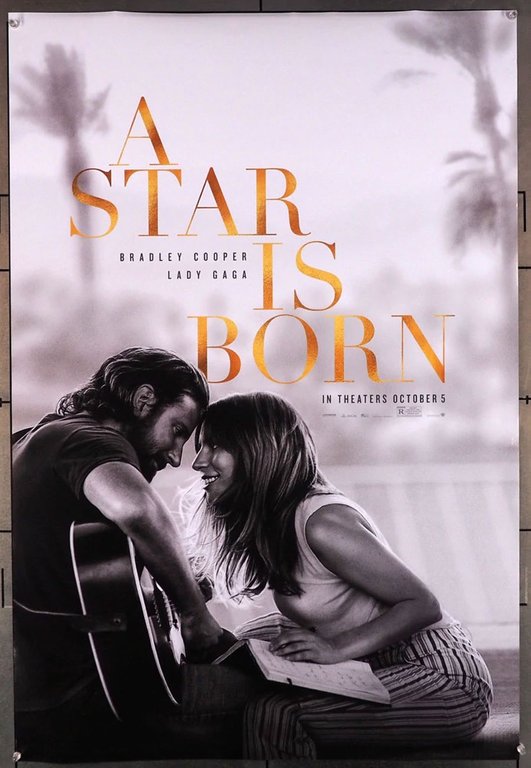 A
STAR
IS
BORN
BRADLEY COOPER
LADY GAGA
IN THEATERS OCTOBER 5
R